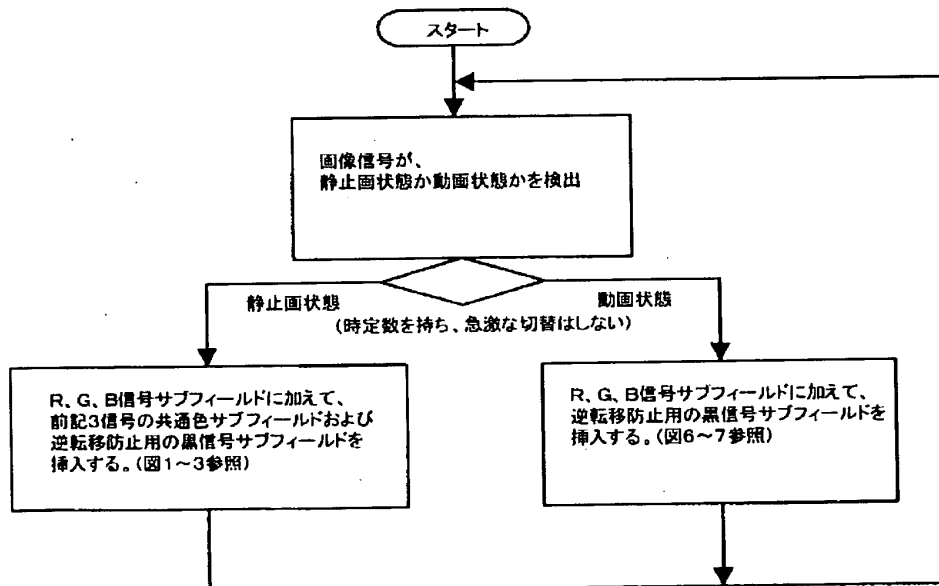 スタート
画像信号が、
静止画状態か動画状態かを検出
静止画状態
動画状態
(時定数を持ち、急激な切替はしない)
R、G、B信号サブフィールドに加えて、
前記3信号の共通色サブフィールドおよび
逆転移防止用の黒信号サブフィールドを
挿入する。(図1～3参照)
R、G、B信号サブフィールドに加えて、
逆転移防止用の黒信号サブフィールドを
挿入する。(図6～7参照)